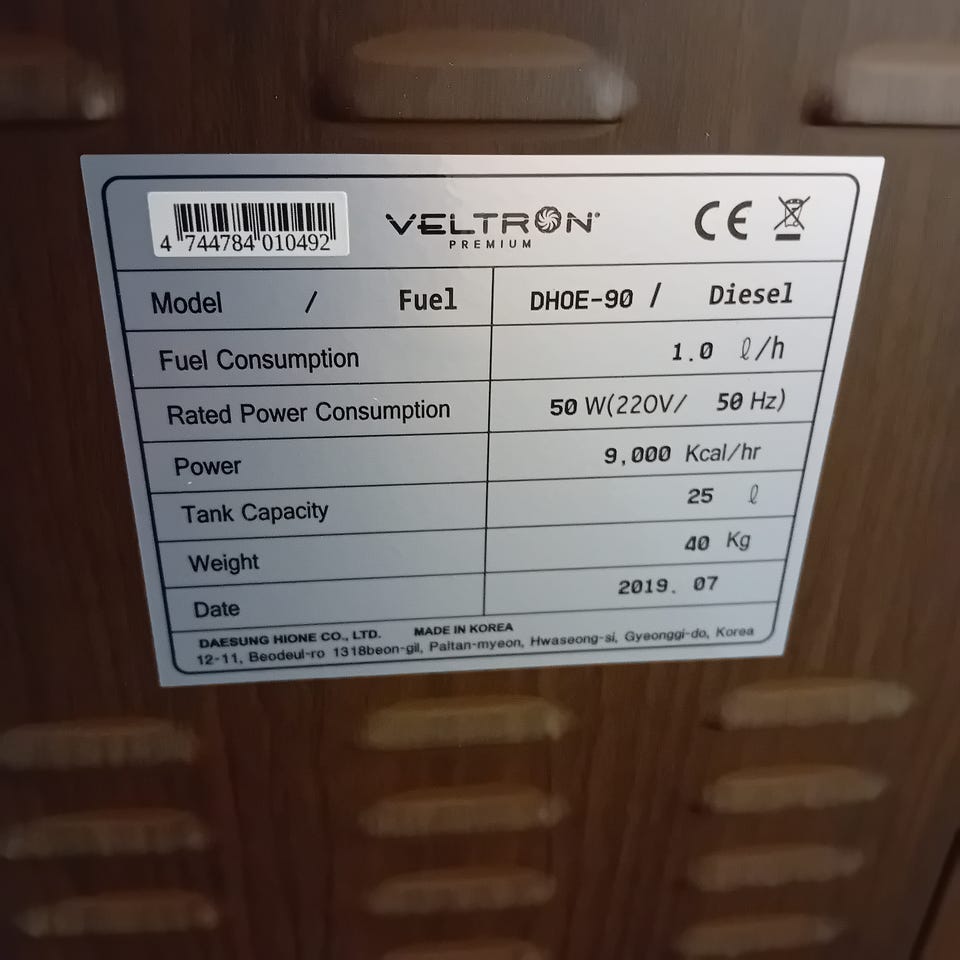 4 744784 010492
VELTRON
PREMIUM
CE
Model / Fuel DHOE-90 / Diesel
Fuel Consumption 1.0 ℓ/h
Rated Power Consumption 50 W(220V/ 50 Hz)
Power 9,000 Kcal/hr
Tank Capacity 25 ℓ
Weight 40 Kg
Date 2019. 07
DAESUNG HIONE CO., LTD. MADE IN KOREA
12-11, Beodeul-ro 1318beon-gil, Paltan-myeon, Hwaseong-si, Gyeonggi-do, Korea